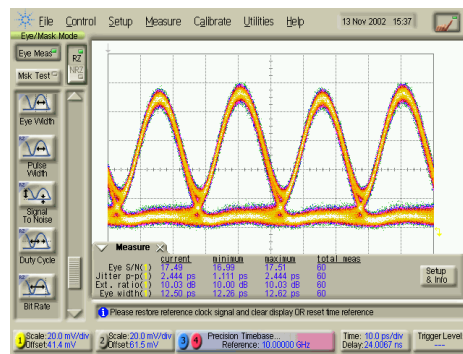 File Control Setup Measure Calibrate Utilities Help 13 Nov 2002 15:37
Eye/Mask Mode
Eye Meas
RZ
Msk Test
NRZ
Eye Width
Pulse Width
Signal To Noise
Duty Cycle
Bit Rate
Measure
current minimum maximum total meas
Eye S/N( ) 17.49 16.99 17.51 60
Jitter p-p( ) 2.444 ps 1.111 ps 2.444 ps 60
Ext. ratio( ) 10.03 dB 10.00 dB 10.03 dB 60
Eye width( ) 12.50 ps 12.26 ps 12.62 ps 60
Setup & Info
Please restore reference clock signal and clear display OR reset time reference
1 Scale:20.0 mV/div
Offset:41.4 mV
2 Scale:20.0 mV/div
Offset:61.5 mV
3 4 Precision Timebase...
Reference: 10.00000 GHz
Time: 10.0 ps/div
Delay:24.0067 ns
Trigger Level
---